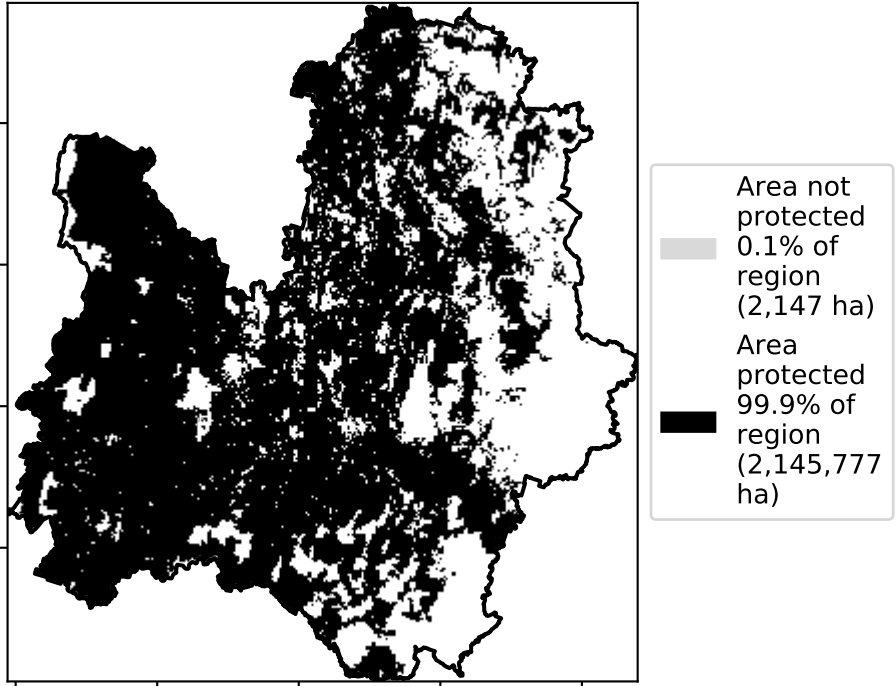 Area not
protected
0.1% of
region
(2,147 ha)
Area
protected
99.9% of
region
(2,145,777
ha)